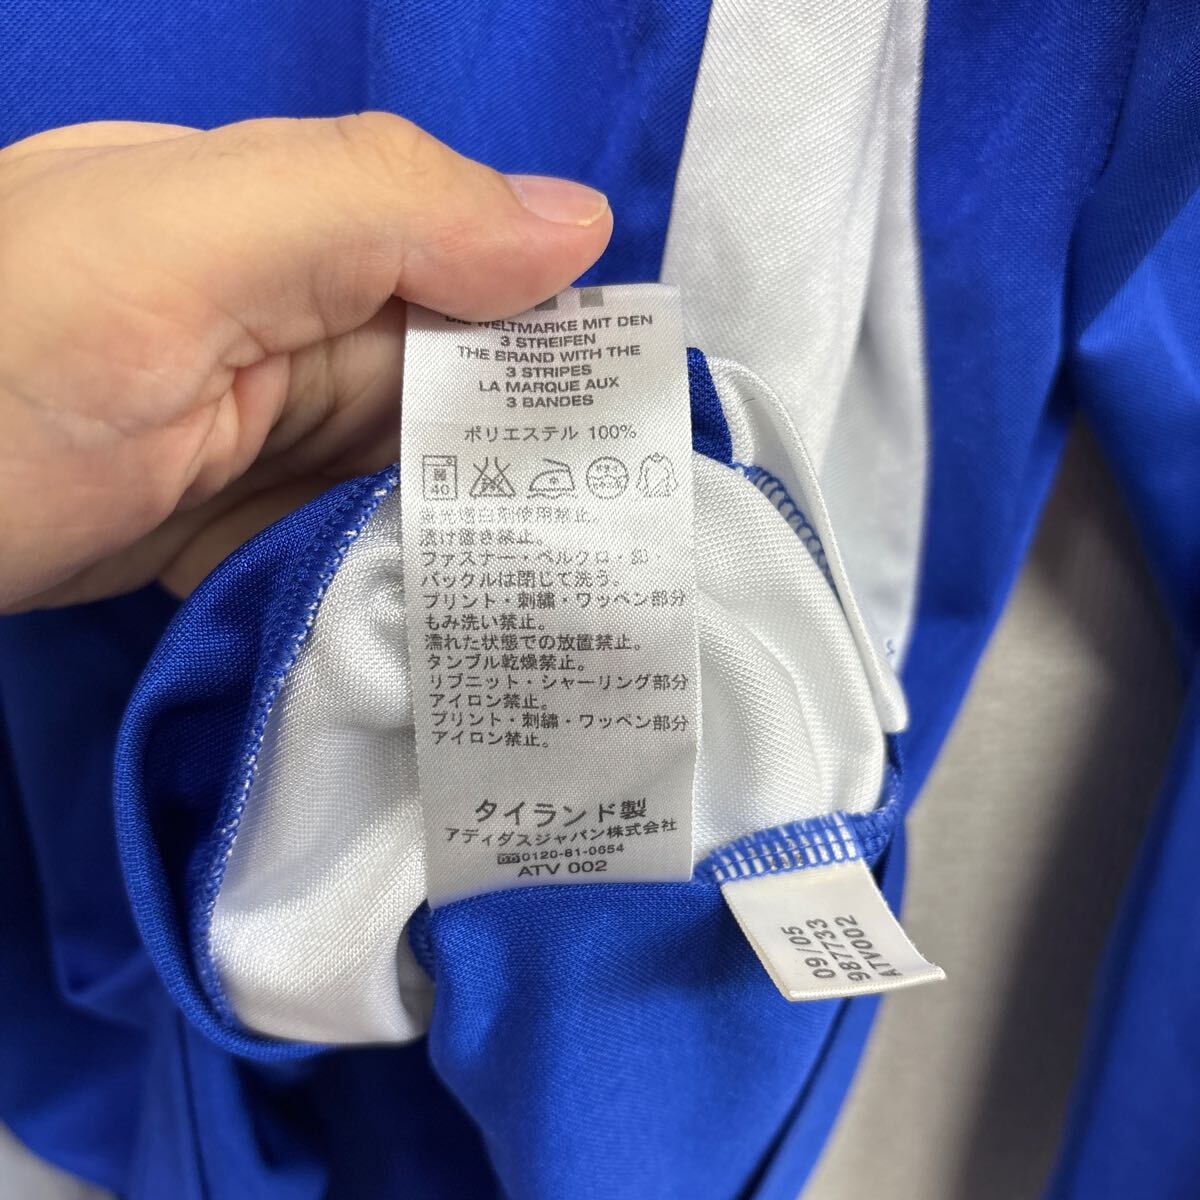 DIE WELTMARKE MIT DEN
3 STREIFEN
THE BRAND WITH THE
3 STRIPES
LA MARQUE AUX
3 BANDES
ポリエステル 100%
40
蛍光増白剤使用禁止。
漬け置き禁止。
ファスナー・ベルクロ・釦
バックルは閉じて洗う。
プリント・刺繍・ワッペン部分
もみ洗い禁止。
濡れた状態での放置禁止。
タンブル乾燥禁止。
リブニット・シャーリング部分
アイロン禁止。
プリント・刺繍・ワッペン部分
アイロン禁止。
タイランド製
アディダスジャパン株式会社
0120-81-0654
ATV 002
09/05
987733
ATV002